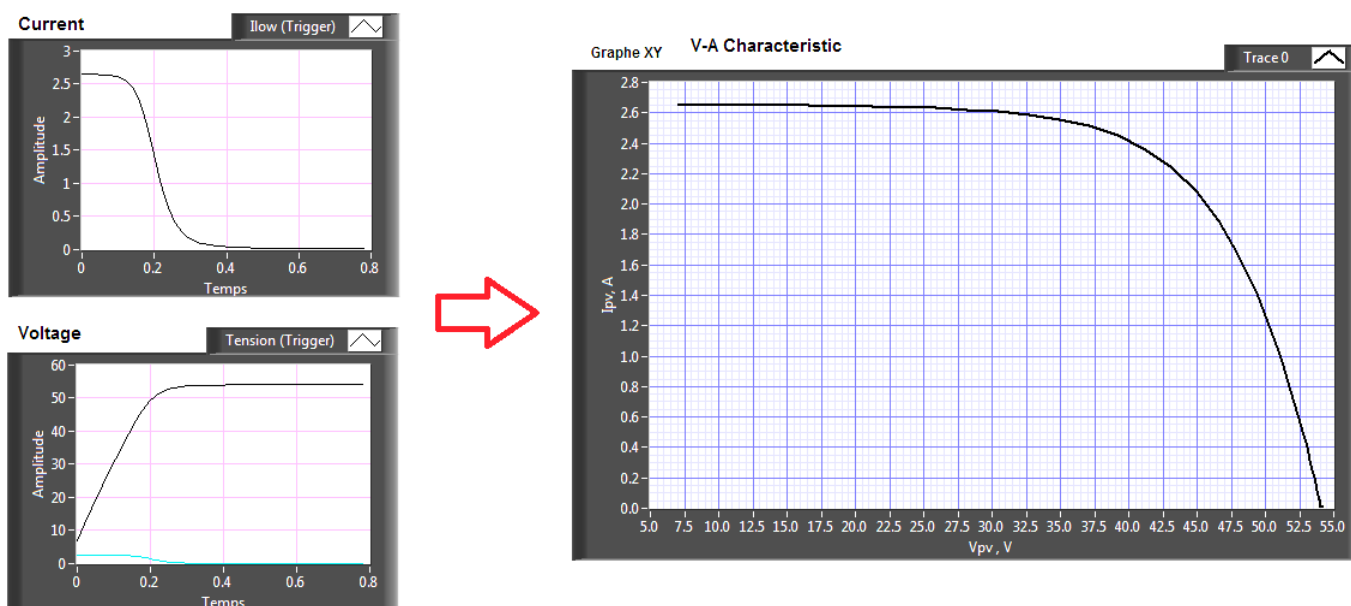 Current
Ilow (Trigger)
3
2.5
2
1.5
1
0.5
0
Amplitude
0 0.2 0.4 0.6 0.8
Temps
Voltage
Tension (Trigger)
60
50
40
30
20
10
0
Amplitude
0 0.2 0.4 0.6 0.8
Temps
Graphe XY V-A Characteristic
Trace 0
2.8
2.6
2.4
2.2
2.0
1.8
1.6
1.4
1.2
1.0
0.8
0.6
0.4
0.2
0.0
Ipv, A
5.0 7.5 10.0 12.5 15.0 17.5 20.0 22.5 25.0 27.5 30.0 32.5 35.0 37.5 40.0 42.5 45.0 47.5 50.0 52.5 55.0
Vpv , V